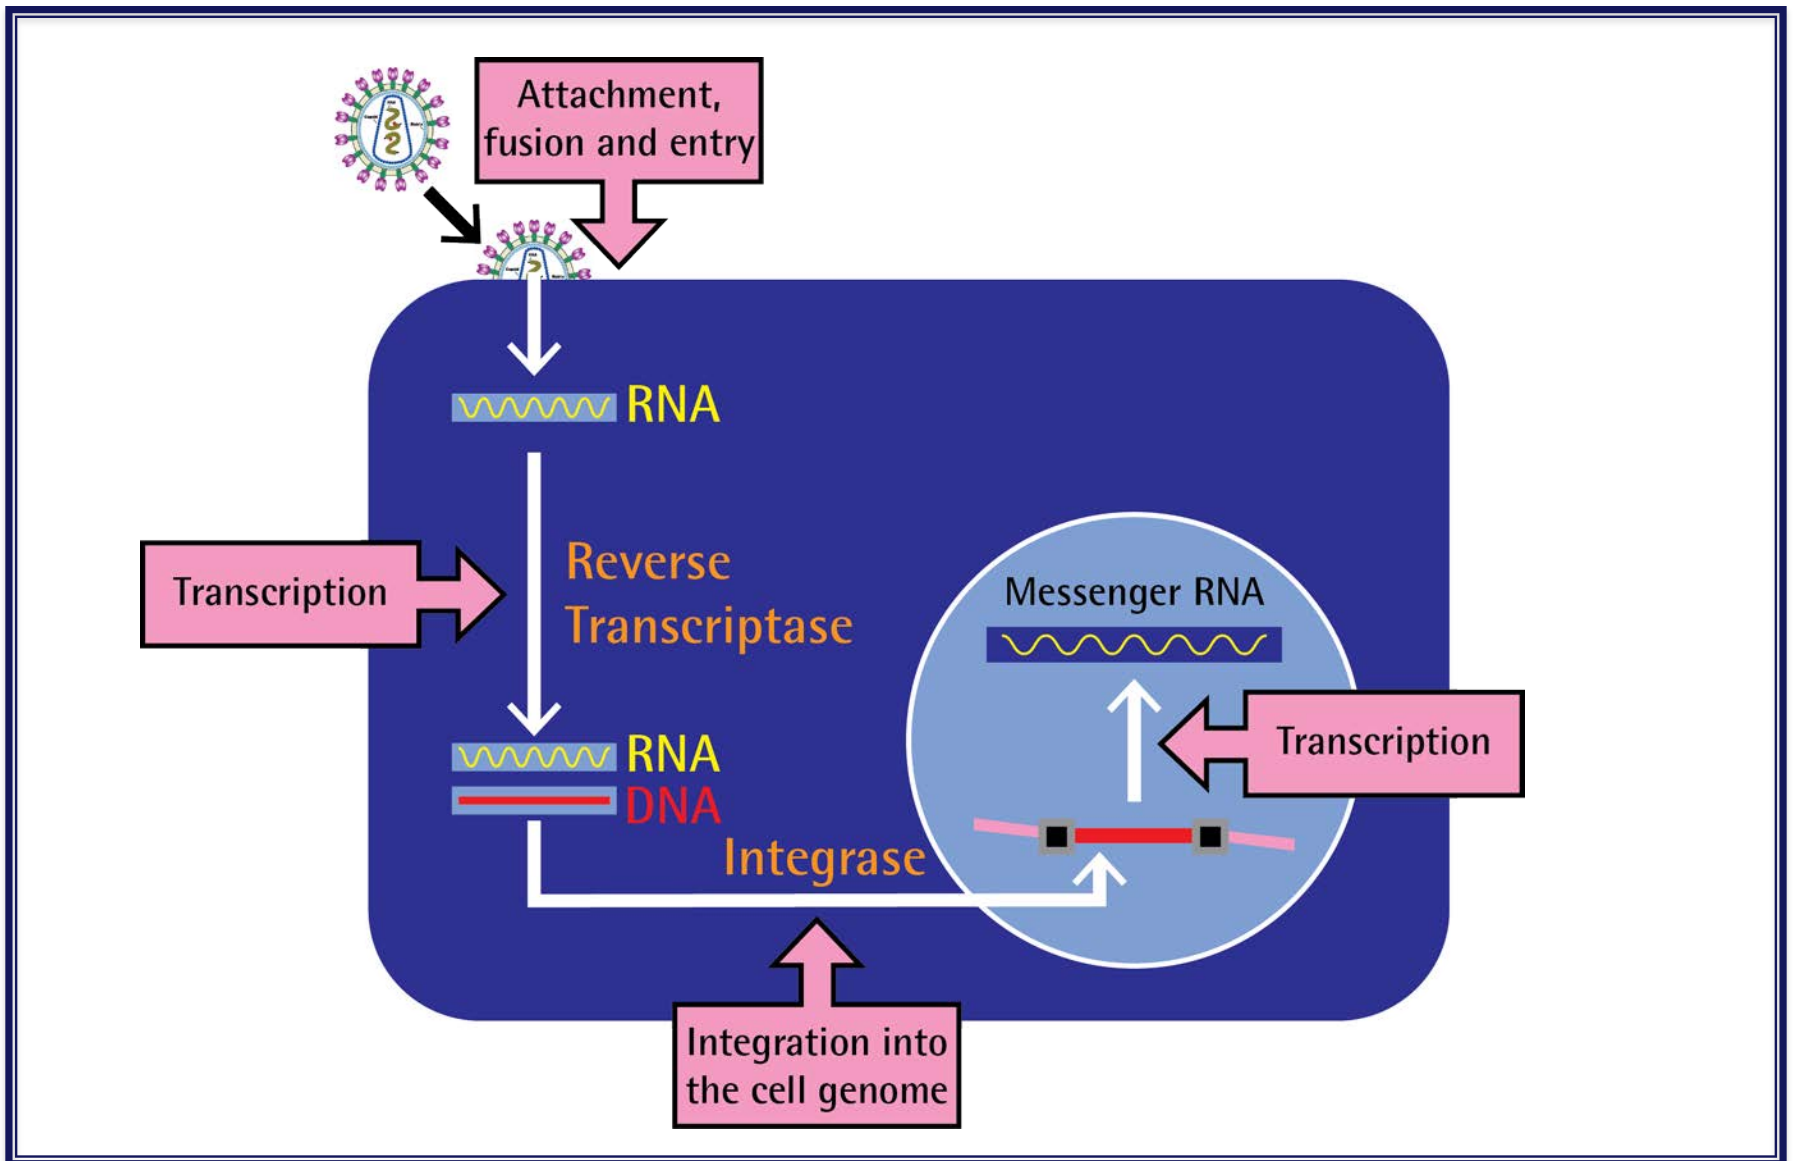 Attachment,
fusion and entry
RNA
Transcription
Reverse
Transcriptase
Messenger RNA
Transcription
RNA
DNA
Integrase
Integration into
the cell genome